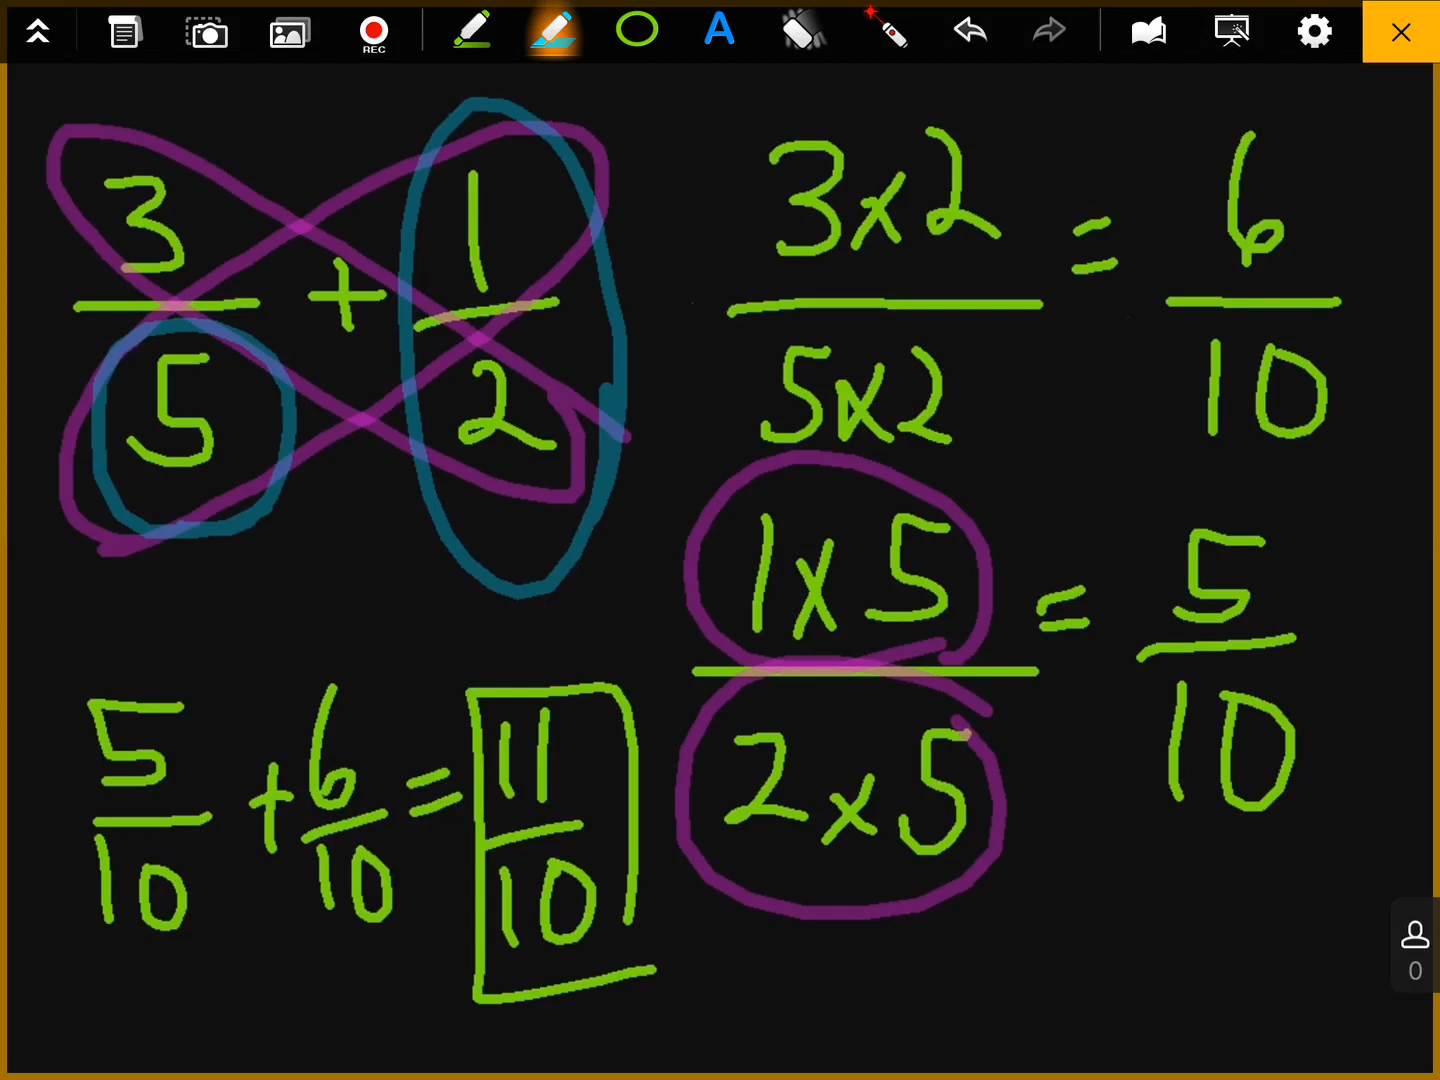 REC
A
3/5 + 1/2
3x2/5x2 = 6/10
1x5/2x5 = 5/10
5/10 + 6/10 = 11/10
0